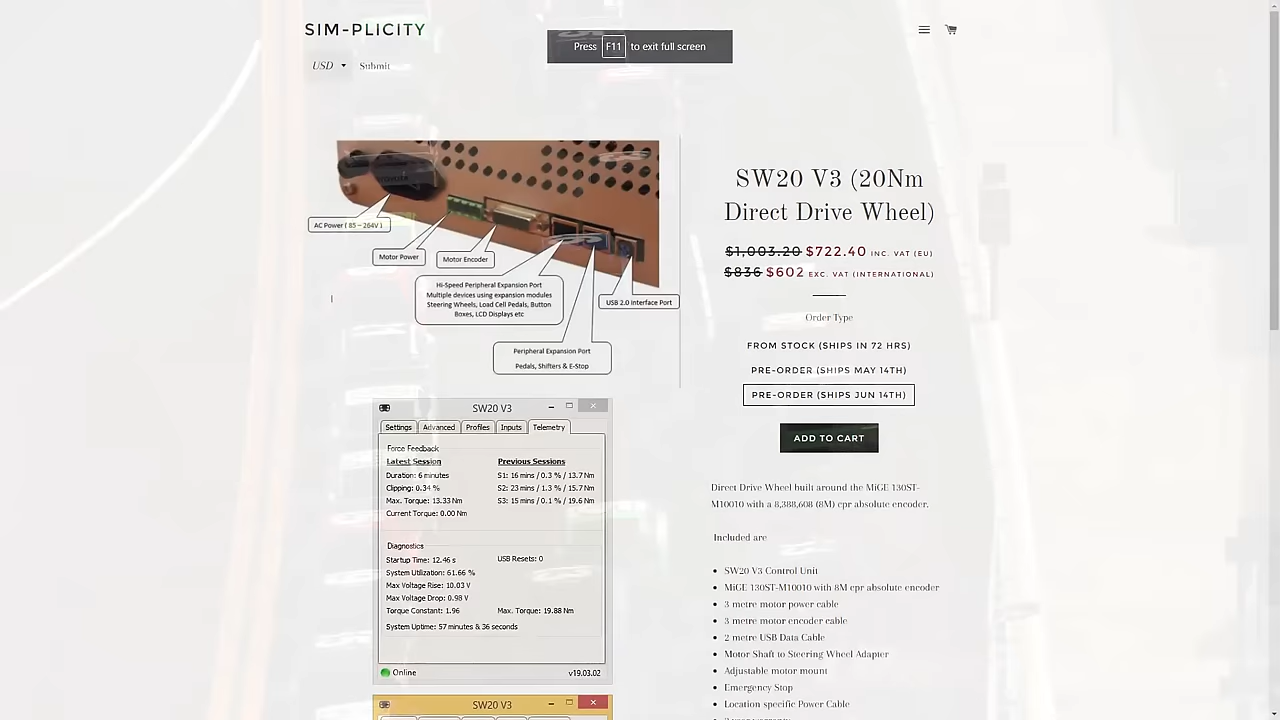 SIM-PLICITY
Press F11 to exit full screen
USD Submit
AC Power ( 85 – 264V )
Motor Power
Motor Encoder
Hi-Speed Peripheral Expansion Port
Multiple devices using expansion modules
Steering Wheels, Load Cell Pedals, Button
Boxes, LCD Displays etc
USB 2.0 Interface Port
Peripheral Expansion Port
Pedals, Shifters & E-Stop
SW20 V3
Settings Advanced Profiles Inputs Telemetry
Force Feedback
Latest Session Previous Sessions
Duration: 6 minutes S1: 16 mins / 0.3 % / 13.7 Nm
Clipping: 0.34 % S2: 23 mins / 1.3 % / 15.7 Nm
Max. Torque: 13.33 Nm S3: 15 mins / 0.1 % / 19.6 Nm
Current Torque: 0.00 Nm
Diagnostics
Startup Time: 12.46 s USB Resets: 0
System Utilization: 61.66 %
Max Voltage Rise: 10.03 V
Max Voltage Drop: 0.98 V
Torque Constant: 1.96 Max. Torque: 19.88 Nm
System Uptime: 57 minutes & 36 seconds
Online v19.03.02
SW20 V3
SW20 V3 (20Nm
Direct Drive Wheel)
$1,003.20 $722.40 INC. VAT (EU)
$836 $602 EXC. VAT (INTERNATIONAL)
Order Type
FROM STOCK (SHIPS IN 72 HRS)
PRE-ORDER (SHIPS MAY 14TH)
PRE-ORDER (SHIPS JUN 14TH)
ADD TO CART
Direct Drive Wheel built around the MiGE 130ST-
M10010 with a 8,388,608 (8M) cpr absolute encoder.
Included are
SW20 V3 Control Unit
MiGE 130ST-M10010 with 8M cpr absolute encoder
3 metre motor power cable
3 metre motor encoder cable
2 metre USB Data Cable
Motor Shaft to Steering Wheel Adapter
Adjustable motor mount
Emergency Stop
Location specific Power Cable